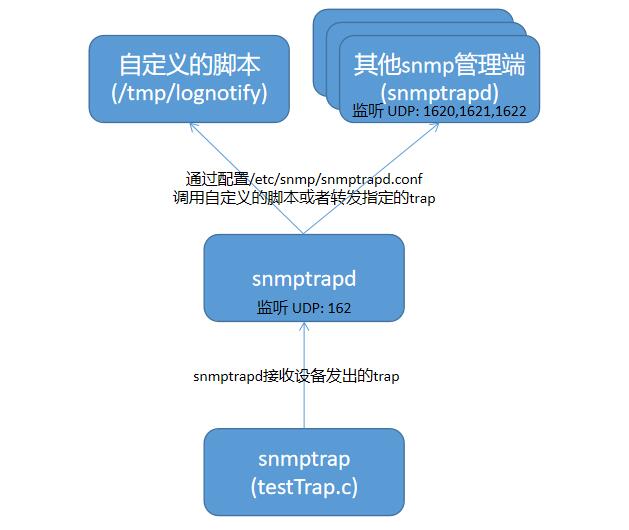 自定义的脚本
(/tmp/lognotify)
其他snmp管理端
(snmptrapd)
监听 UDP: 1620,1621,1622
通过配置/etc/snmp/snmptrapd.conf
调用自定义的脚本或者转发指定的trap
snmptrapd
监听 UDP: 162
snmptrapd接收设备发出的trap
snmptrap
(testTrap.c)